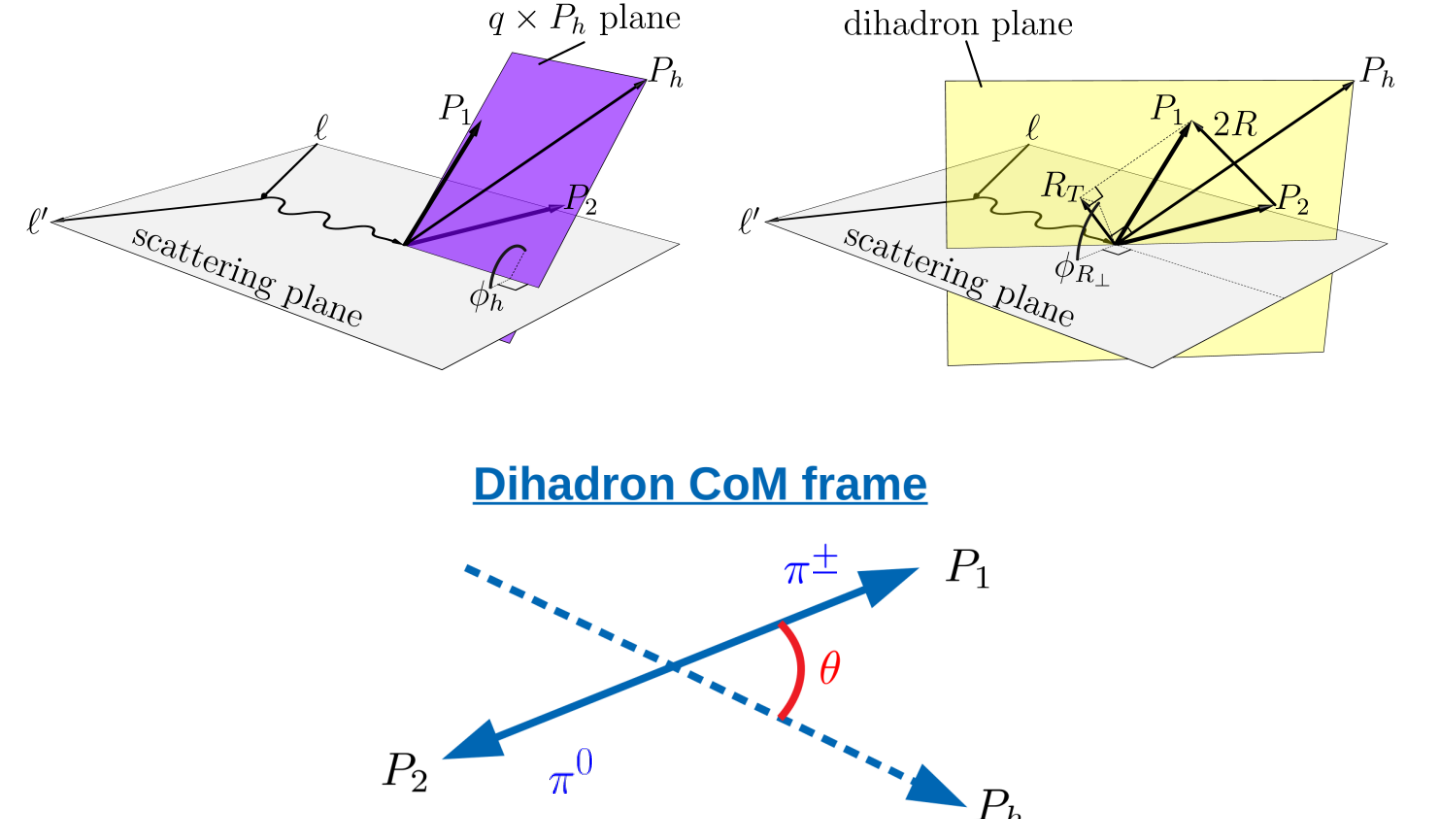 q × P_h plane
P_h
P_1
ℓ
P_2
ℓ′
scattering plane
ϕ_h
dihadron plane
P_h
P_1
2R
ℓ
R_T
P_2
ℓ′
scattering plane
ϕ_{R_⊥}
Dihadron CoM frame
π^±
P_1
θ
P_2
π^0
P_h